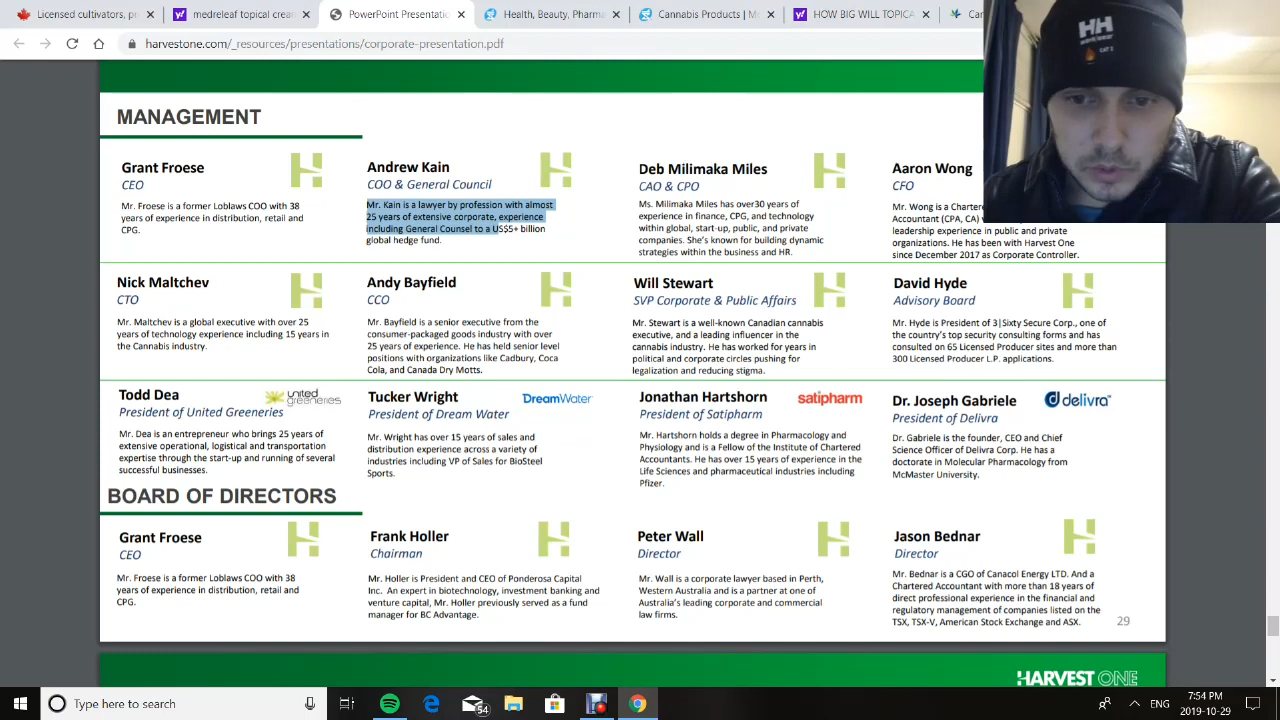 Licensed cultivators, proc
medrelief topical cream -
PowerPoint Presentation
Health, Beauty, Pharma
Cannabis Products | M
HOW BIG WILL TOPICA
Ca
harvestone.com/_resources/presentations/corporate-presentation.pdf
HH
MANAGEMENT
Grant Froese
CEO
Mr. Froese is a former Loblaws COO with 38
years of experience in distribution, retail and
CPG.
Andrew Kain
COO & General Council
Mr. Kain is a lawyer by profession with almost
25 years of extensive corporate, experience
including General Counsel to a US$5+ billion
global hedge fund.
Deb Milimaka Miles
CAO & CPO
Ms. Milimaka Miles has over30 years of
experience in finance, CPG, and technology
within global, start-up, public, and private
companies. She's known for building dynamic
strategies within the business and HR.
Aaron Wong
CFO
Mr. Wong is a Charter
Accountant (CPA, CA)
leadership experience in public and private
organizations. He has been with Harvest One
since December 2017 as Corporate Controller.
Nick Maltchev
CTO
Mr. Maltchev is a global executive with over 25
years of technology experience including 15 years in
the Cannabis industry.
Andy Bayfield
CCO
Mr. Bayfield is a senior executive from the
consumer-packaged goods industry with over
25 years of experience. He has held senior level
positions with organizations like Cadbury, Coca
Cola, and Canada Dry Motts.
Will Stewart
SVP Corporate & Public Affairs
Mr. Stewart is a well-known Canadian cannabis
executive, and a leading influencer in the
cannabis industry. He has worked for years in
political and corporate circles pushing for
legalization and reducing stigma.
David Hyde
Advisory Board
Mr. Hyde is President of 3|Sixty Secure Corp., one of
the country's top security consulting forms and has
consulted on 65 Licensed Producer sites and more than
300 Licensed Producer L.P. applications.
Todd Dea
President of United Greeneries
united
greeneries
Mr. Dea is an entrepreneur who brings 25 years of
extensive operational, logistical and transportation
expertise through the start-up and running of several
successful businesses.
Tucker Wright
President of Dream Water
DreamWater
Mr. Wright has over 15 years of sales and
distribution experience across a variety of
industries including VP of Sales for BioSteel
Sports.
Jonathan Hartshorn
President of Satipharm
satipharm
Mr. Hartshorn holds a degree in Pharmacology and
Physiology and is a Fellow of the Institute of Chartered
Accountants. He has over 15 years of experience in the
Life Sciences and pharmaceutical industries including
Pfizer.
Dr. Joseph Gabriele
President of Delivra
delivra
Dr. Gabriele is the founder, CEO and Chief
Science Officer of Delivra Corp. He has a
doctorate in Molecular Pharmacology from
McMaster University.
BOARD OF DIRECTORS
Grant Froese
CEO
Mr. Froese is a former Loblaws COO with 38
years of experience in distribution, retail and
CPG.
Frank Holler
Chairman
Mr. Holler is President and CEO of Ponderosa Capital
Inc. An expert in biotechnology, investment banking and
venture capital, Mr. Holler previously served as a fund
manager for BC Advantage.
Peter Wall
Director
Mr. Wall is a corporate lawyer based in Perth,
Western Australia and is a partner at one of
Australia's leading corporate and commercial
law firms.
Jason Bednar
Director
Mr. Bednar is a CGO of Canacol Energy LTD. And a
Chartered Accountant with more than 18 years of
direct professional experience in the financial and
regulatory management of companies listed on the
TSX, TSX-V, American Stock Exchange and ASX.
29
HARVEST ONE
Type here to search
54
ENG
7:54 PM
2019-10-29